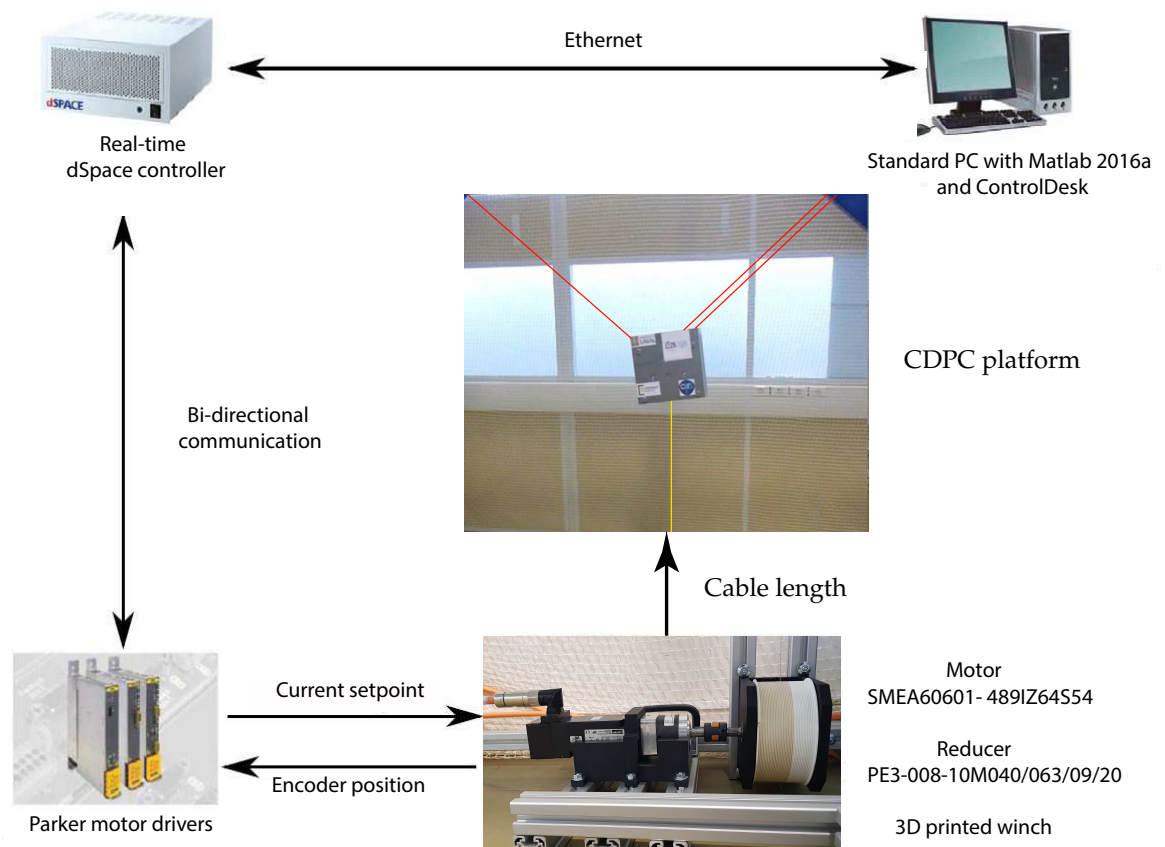 Ethernet
dSPACE
Real-time
dSpace controller
Standard PC with Matlab 2016a
and ControlDesk
CDPC platform
Bi-directional
communication
Cable length
Current setpoint
Encoder position
Parker motor drivers
Motor
SMEA60601- 489IZ64S54
Reducer
PE3-008-10M040/063/09/20
3D printed winch